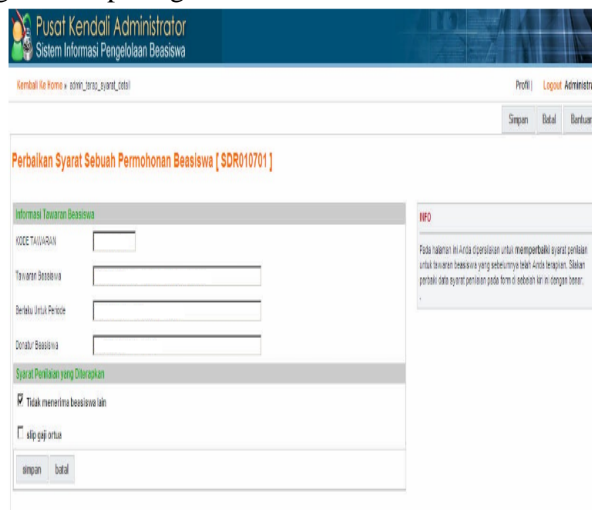 Pusat Kendali Administrator
Sistem Informasi Pengelolaan Beasiswa
Kembali Ke Home » admin_terap_syarat_detail
Profil | Logout Administra
Simpan Batal Bantuan
Perbaikan Syarat Sebuah Permohonan Beasiswa [ SDR010701 ]
Informasi Tawaran Beasiswa
KODE TAWARAN
Tawaran Beasiswa
Berlaku Untuk Periode
Donatur Beasiswa
Syarat Penilaian yang Diterapkan
Tidak menerima beasiswa lain
slip gaji ortua
simpan batal
INFO
Pada halaman ini Anda dipersilakan untuk memperbaiki syarat penilaian
untuk tawaran beasiswa yang sebelumnya telah Anda terapkan. Silakan
perbaiki data syarat penilaian pada form di sebelah kiri ini dengan benar.